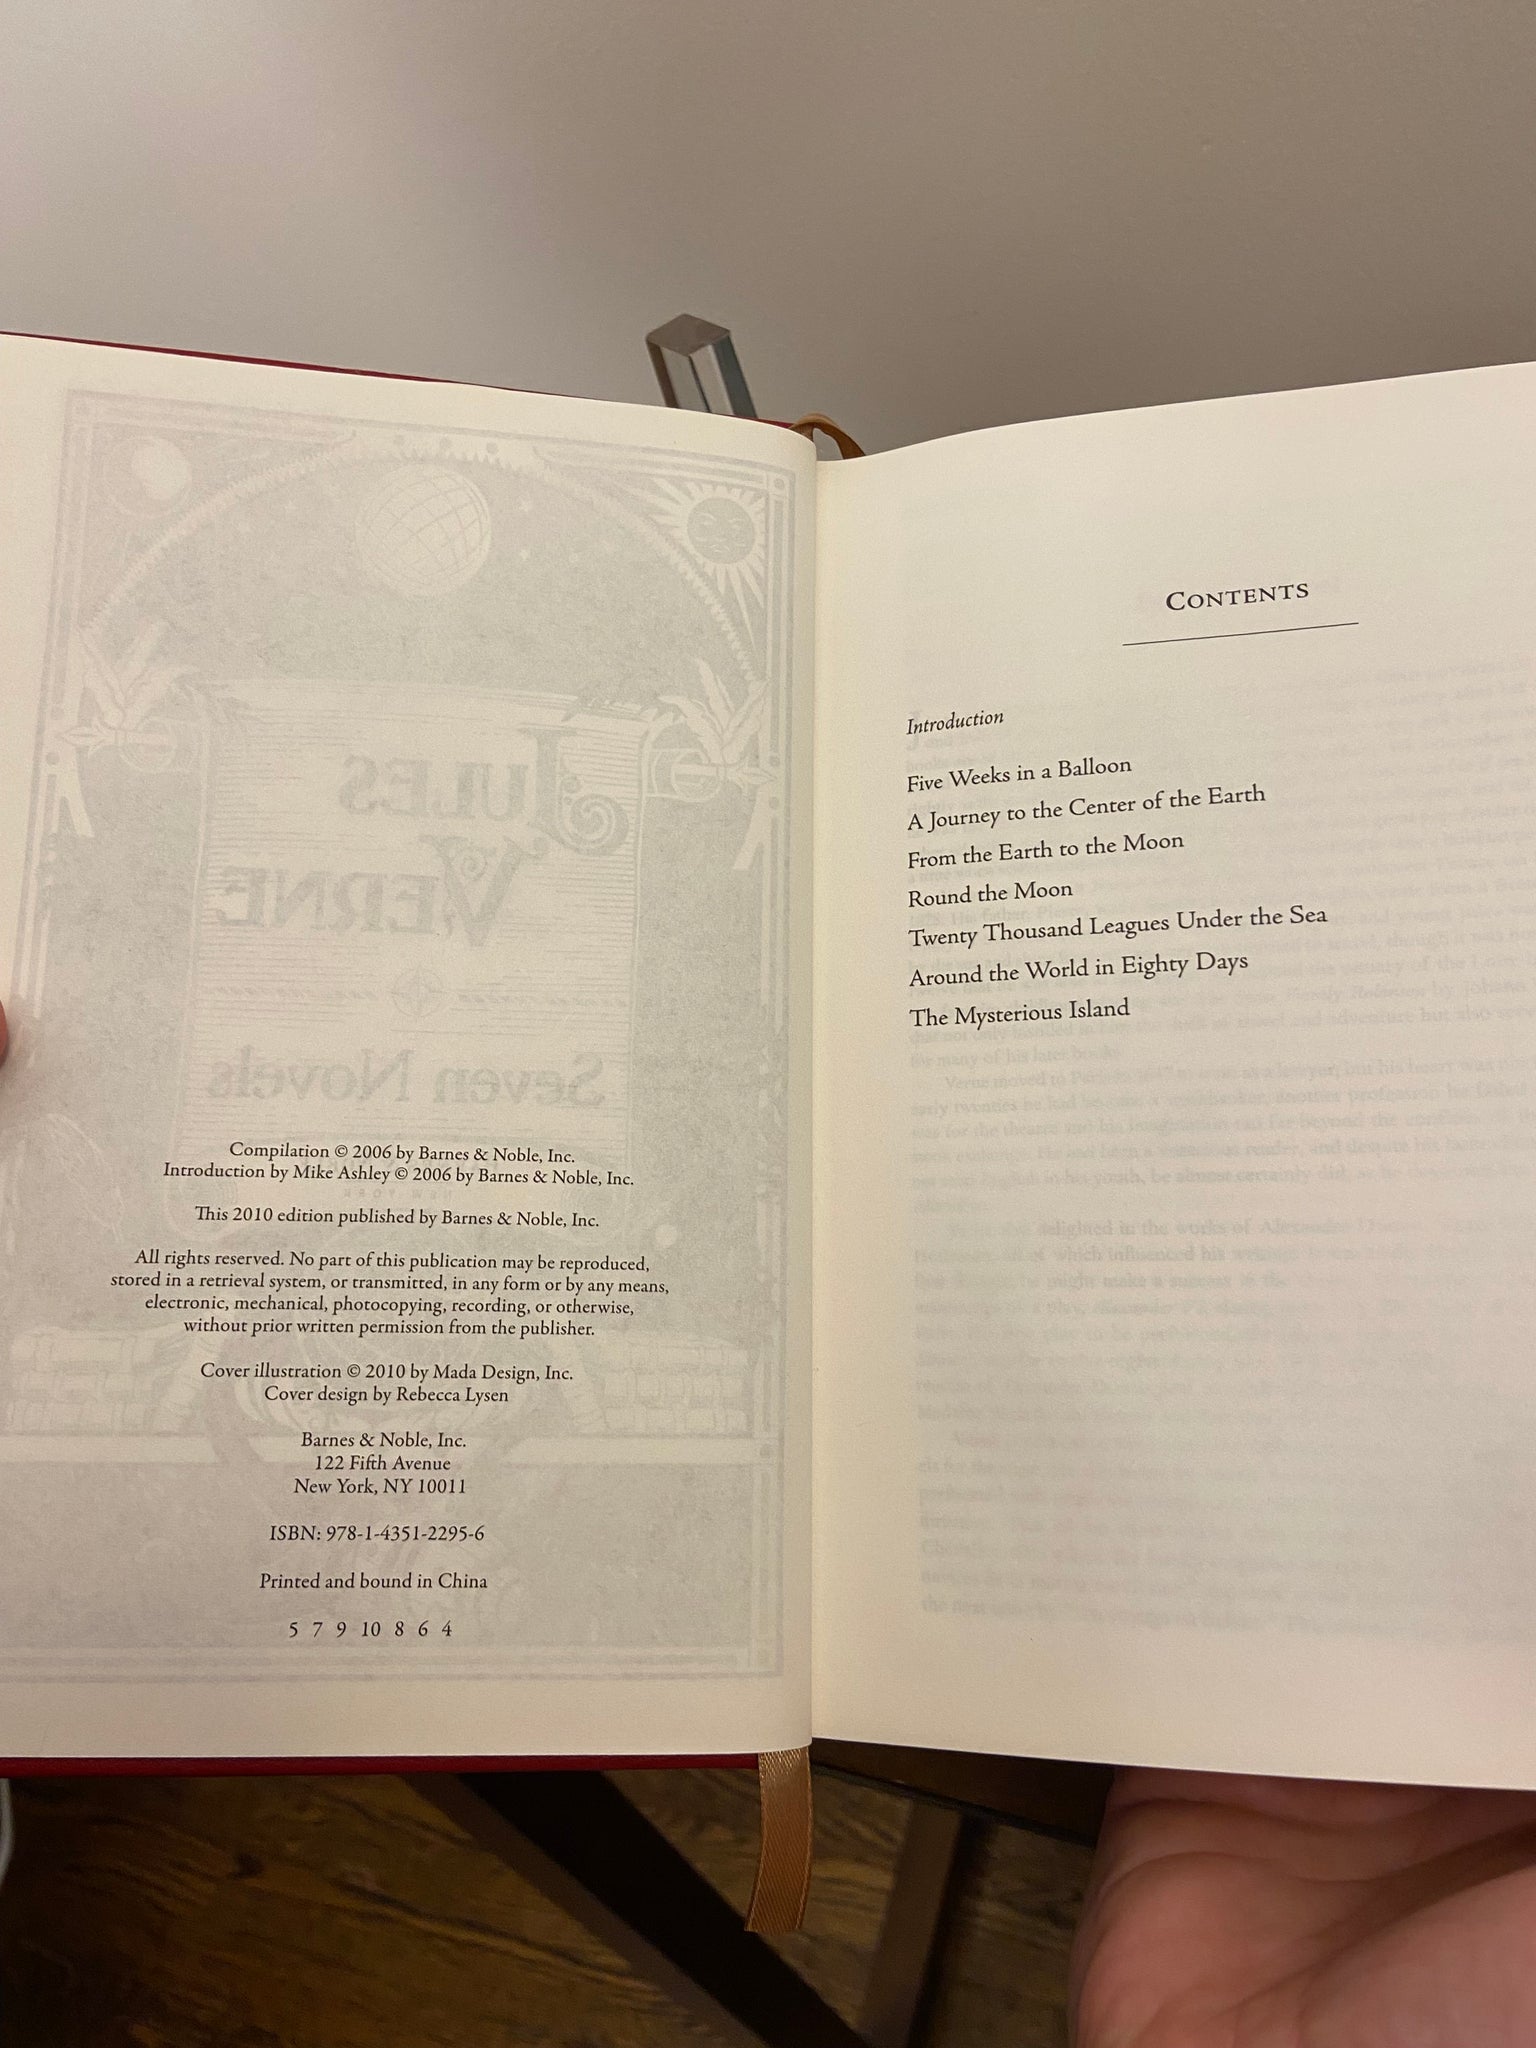 Jules
Verne
Seven Novels
Compilation © 2006 by Barnes & Noble, Inc.
Introduction by Mike Ashley © 2006 by Barnes & Noble, Inc.
This 2010 edition published by Barnes & Noble, Inc.
All rights reserved. No part of this publication may be reproduced,
stored in a retrieval system, or transmitted, in any form or by any means,
electronic, mechanical, photocopying, recording, or otherwise,
without prior written permission from the publisher.
Cover illustration © 2010 by Mada Design, Inc.
Cover design by Rebecca Lysen
Barnes & Noble, Inc.
122 Fifth Avenue
New York, NY 10011
ISBN: 978-1-4351-2295-6
Printed and bound in China
5 7 9 10 8 6 4
Contents
Introduction
Five Weeks in a Balloon
A Journey to the Center of the Earth
From the Earth to the Moon
Round the Moon
Twenty Thousand Leagues Under the Sea
Around the World in Eighty Days
The Mysterious Island